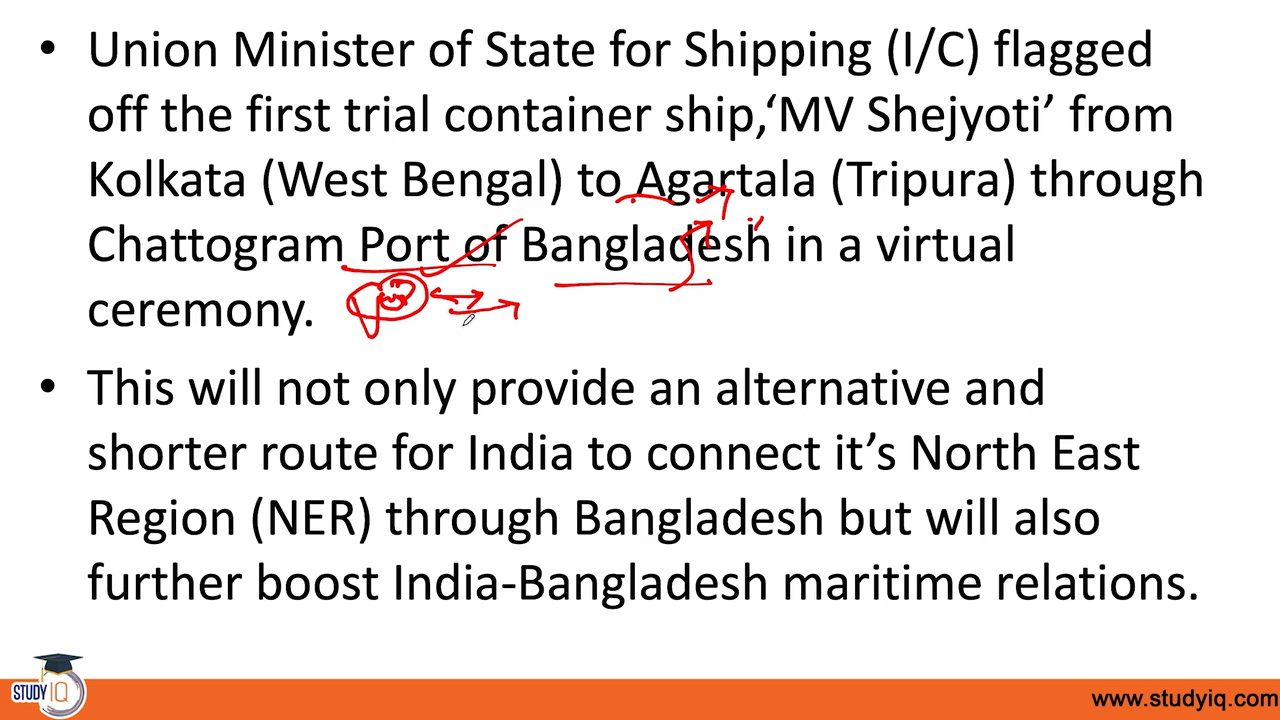 • Union Minister of State for Shipping (I/C) flagged
off the first trial container ship,‘MV Shejyoti’ from
Kolkata (West Bengal) to Agartala (Tripura) through
Chattogram Port of Bangladesh in a virtual
ceremony.
• This will not only provide an alternative and
shorter route for India to connect it’s North East
Region (NER) through Bangladesh but will also
further boost India-Bangladesh maritime relations.
STUDY IQ
www.studyiq.com